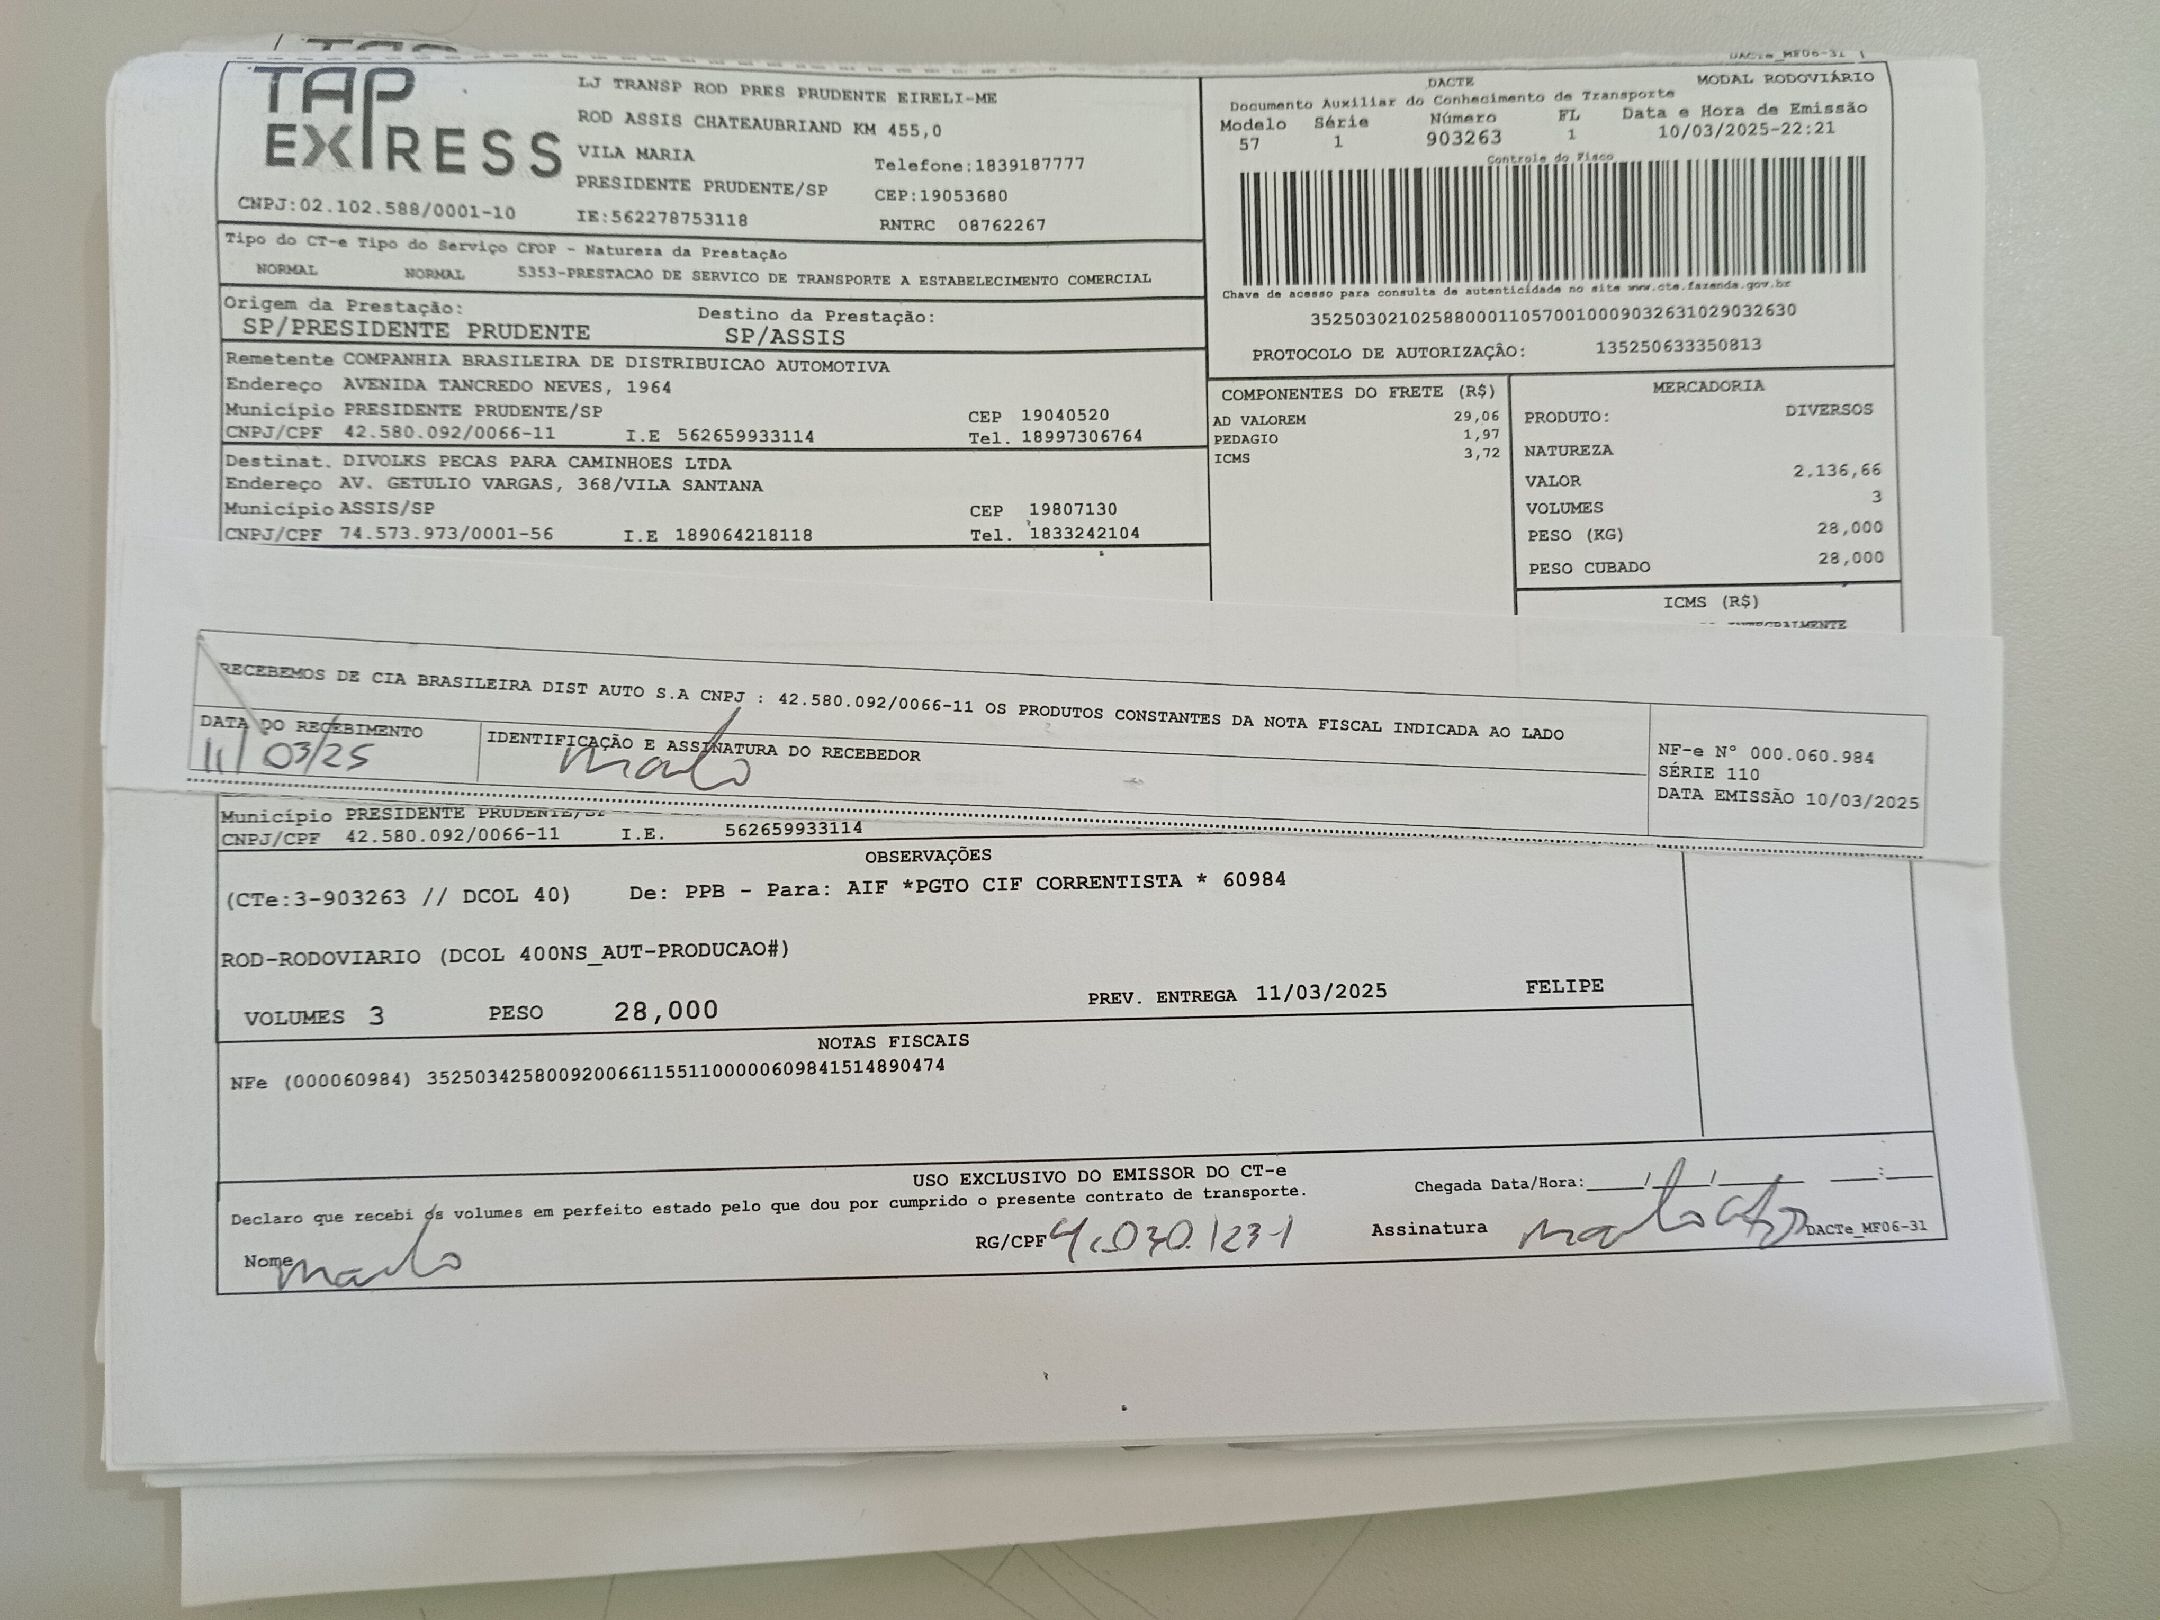 DACTe_MF06-31
TAP EXPRESS
LJ TRANSP ROD PRES PRUDENTE EIRELI-ME
ROD ASSIS CHATEAUBRIAND KM 455,0
VILA MARIA Telefone:1839187777
PRESIDENTE PRUDENTE/SP CEP:19053680
CNPJ:02.102.588/0001-10 IE:562278753118 RNTRC 08762267
DACTE MODAL RODOVIÁRIO
Documento Auxiliar do Conhecimento de Transporte
Modelo Série Número FL Data e Hora de Emissão
57 1 903263 1 10/03/2025-22:21
Controle do Fisco
Chave de acesso para consulta de autenticidade no site www.cte.fazenda.gov.br
35250302102588000110570010009032631029032630
PROTOCOLO DE AUTORIZAÇÃO: 135250633350813
Tipo do CT-e Tipo do Serviço CFOP - Natureza da Prestação
NORMAL NORMAL 5353-PRESTACAO DE SERVICO DE TRANSPORTE A ESTABELECIMENTO COMERCIAL
Origem da Prestação: Destino da Prestação:
SP/PRESIDENTE PRUDENTE SP/ASSIS
Remetente COMPANHIA BRASILEIRA DE DISTRIBUICAO AUTOMOTIVA
Endereço AVENIDA TANCREDO NEVES, 1964
Município PRESIDENTE PRUDENTE/SP CEP 19040520
CNPJ/CPF 42.580.092/0066-11 I.E 562659933114 Tel. 18997306764
Destinat. DIVOLKS PECAS PARA CAMINHOES LTDA
Endereço AV. GETULIO VARGAS, 368/VILA SANTANA
Município ASSIS/SP CEP 19807130
CNPJ/CPF 74.573.973/0001-56 I.E 189064218118 Tel. 1833242104
COMPONENTES DO FRETE (R$)
AD VALOREM 29,06
PEDAGIO 1,97
ICMS 3,72
MERCADORIA
PRODUTO: DIVERSOS
NATUREZA
VALOR 2.136,66
VOLUMES 3
PESO (KG) 28,000
PESO CUBADO 28,000
ICMS (R$)
INTEGRALMENTE
RECEBEMOS DE CIA BRASILEIRA DIST AUTO S.A CNPJ : 42.580.092/0066-11 OS PRODUTOS CONSTANTES DA NOTA FISCAL INDICADA AO LADO
DATA DO RECEBIMENTO IDENTIFICAÇÃO E ASSINATURA DO RECEBEDOR
11/03/25
NF-e N° 000.060.984
SÉRIE 110
DATA EMISSÃO 10/03/2025
Município PRESIDENTE PRUDENTE/SP
CNPJ/CPF 42.580.092/0066-11 I.E. 562659933114
OBSERVAÇÕES
(CTe:3-903263 // DCOL 40) De: PPB - Para: AIF *PGTO CIF CORRENTISTA * 60984
ROD-RODOVIARIO (DCOL 400NS_AUT-PRODUCAO#)
VOLUMES 3 PESO 28,000 PREV. ENTREGA 11/03/2025 FELIPE
NOTAS FISCAIS
NFe (000060984) 35250342580092006611551100000609841514890474
USO EXCLUSIVO DO EMISSOR DO CT-e
Declaro que recebi os volumes em perfeito estado pelo que dou por cumprido o presente contrato de transporte.
Chegada Data/Hora:____/____/______ ___:___
Nome RG/CPF Assinatura
DACTe_MF06-31